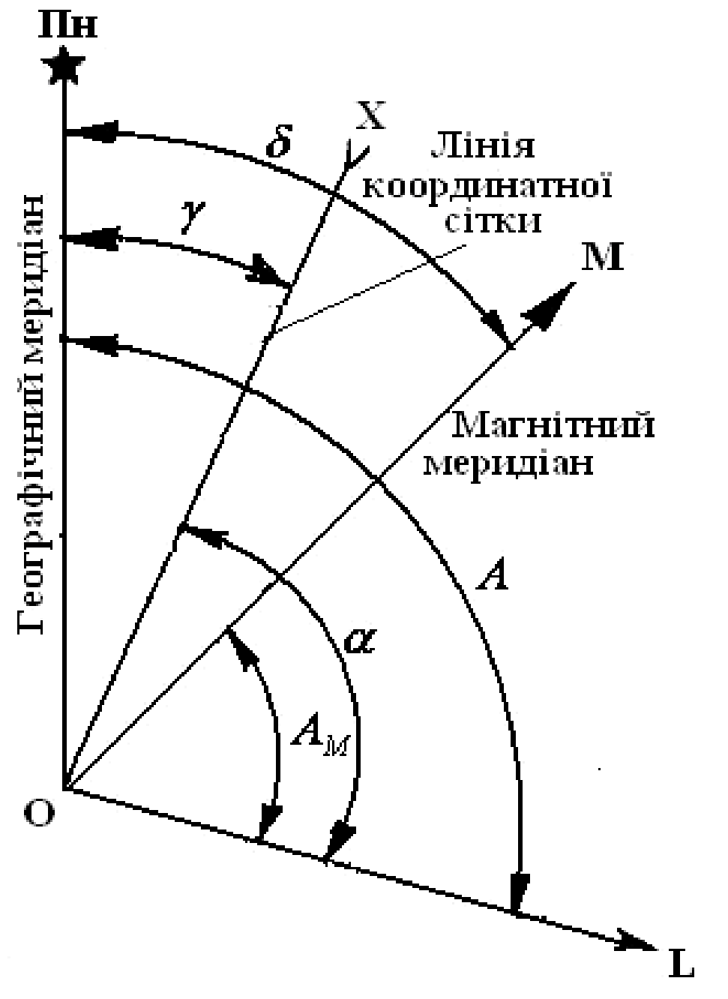 Пн
X
δ
Лінія
координатної
сітки
γ
М
Географічний меридіан
Магнітний
меридіан
A
α
A_M
О
L